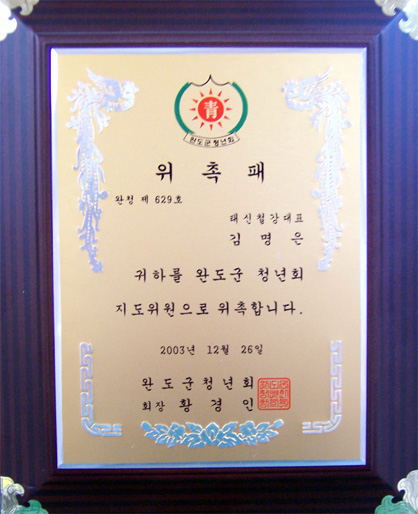 青
완도군청년회
위 촉 패
완청 제 629호
태신철강대표
김 명 은
귀하를 완도군 청년회
지도위원으로 위촉합니다.
2003년 12월 26일
완도군청년회
회장 황 경 인